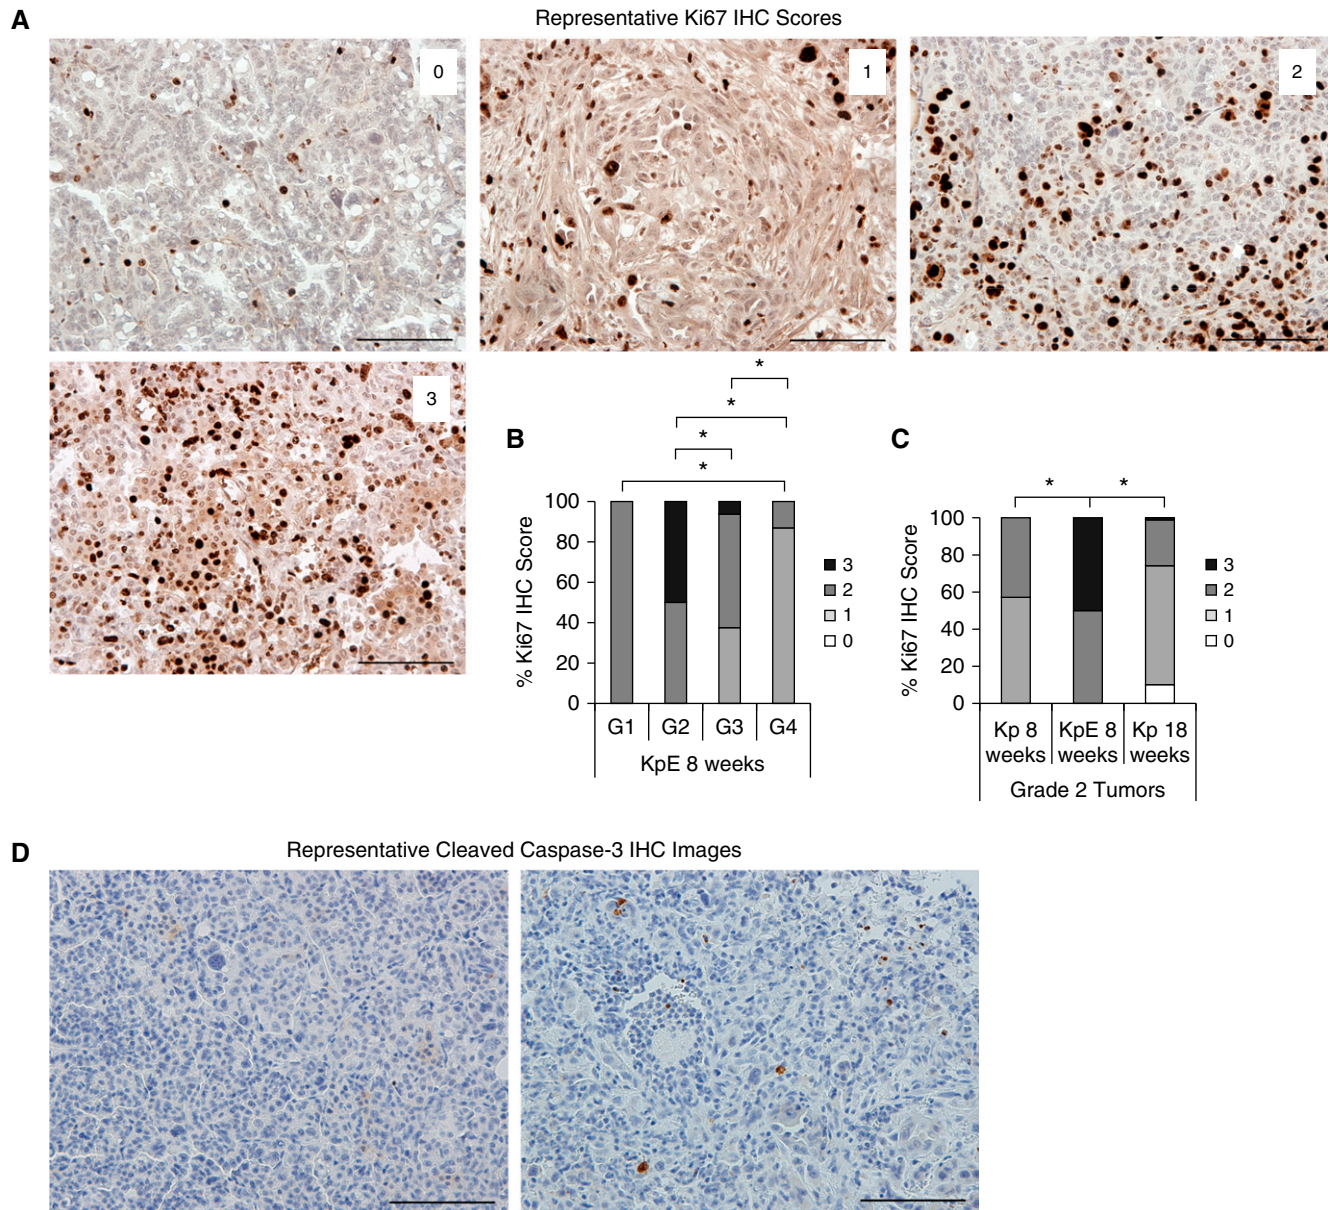 A
Representative Ki67 IHC Scores
0
1
2
3
B
*
*
*
*
% Ki67 IHC Score
100
80
60
40
20
0
G1 G2 G3 G4
KpE 8 weeks
3
2
1
0
C
* *
% Ki67 IHC Score
100
80
60
40
20
0
Kp 8 KpE 8 Kp 18
weeks weeks weeks
Grade 2 Tumors
3
2
1
0
D
Representative Cleaved Caspase-3 IHC Images